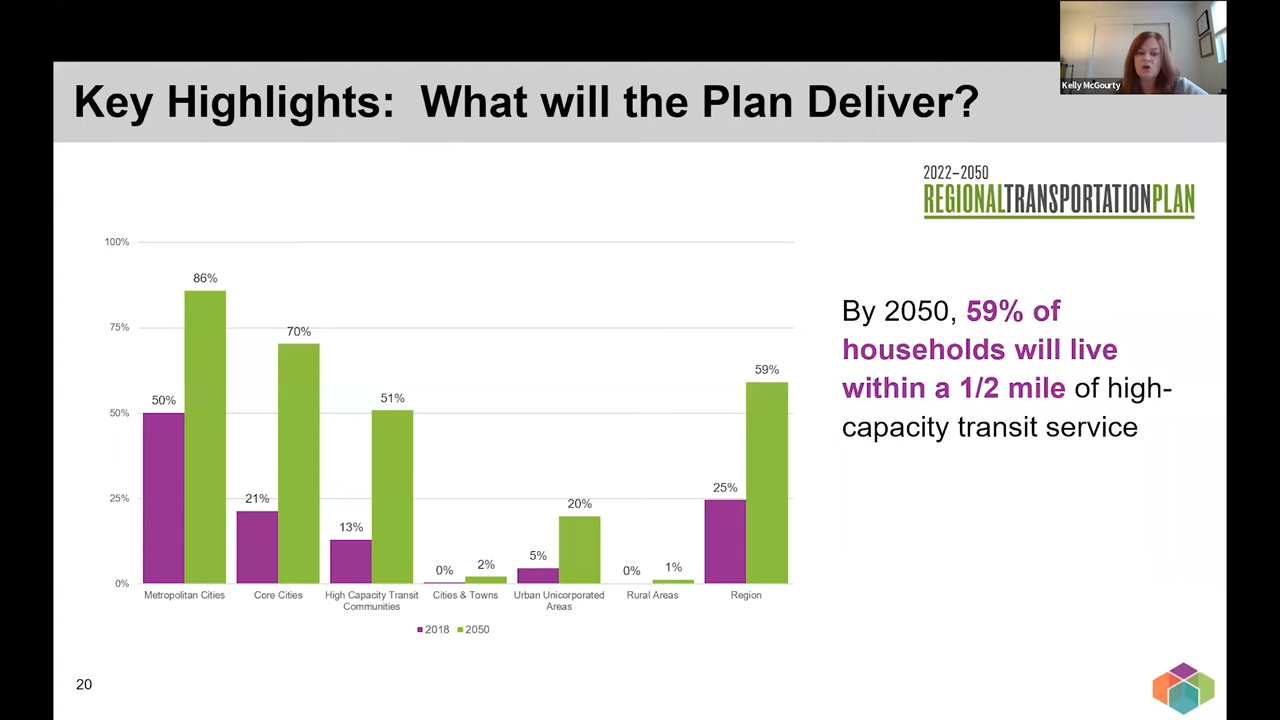 Kelly McGourty
Key Highlights:  What will the Plan Deliver?
2022–2050
REGIONALTRANSPORTATIONPLAN
100%
75%
50%
25%
0%
50%
86%
21%
70%
13%
51%
0%
2%
5%
20%
0%
1%
25%
59%
Metropolitan Cities
Core Cities
High Capacity Transit
Communities
Cities & Towns
Urban Unicorporated
Areas
Rural Areas
Region
2018
2050
By 2050, 59% of
households will live
within a 1/2 mile of high-
capacity transit service
20